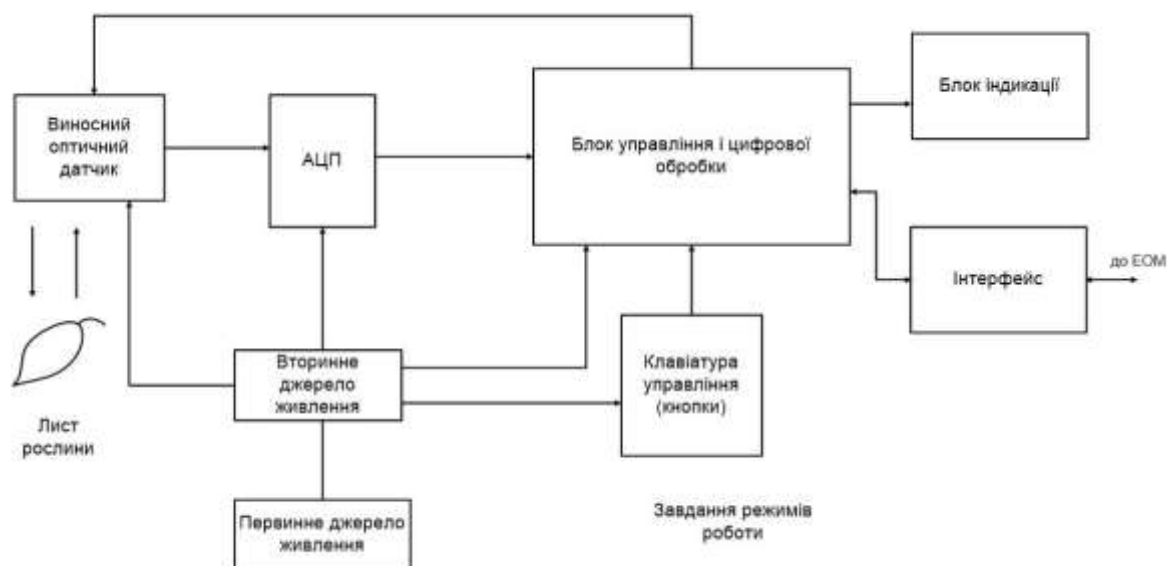 Виносний
оптичний
датчик
АЦП
Блок управління і цифрової
обробки
Блок індикації
Інтерфейс
до ЕОМ
Вторинне
джерело
живлення
Клавіатура
управління
(кнопки)
Лист
рослини
Первинне джерело
живлення
Завдання режимів
роботи